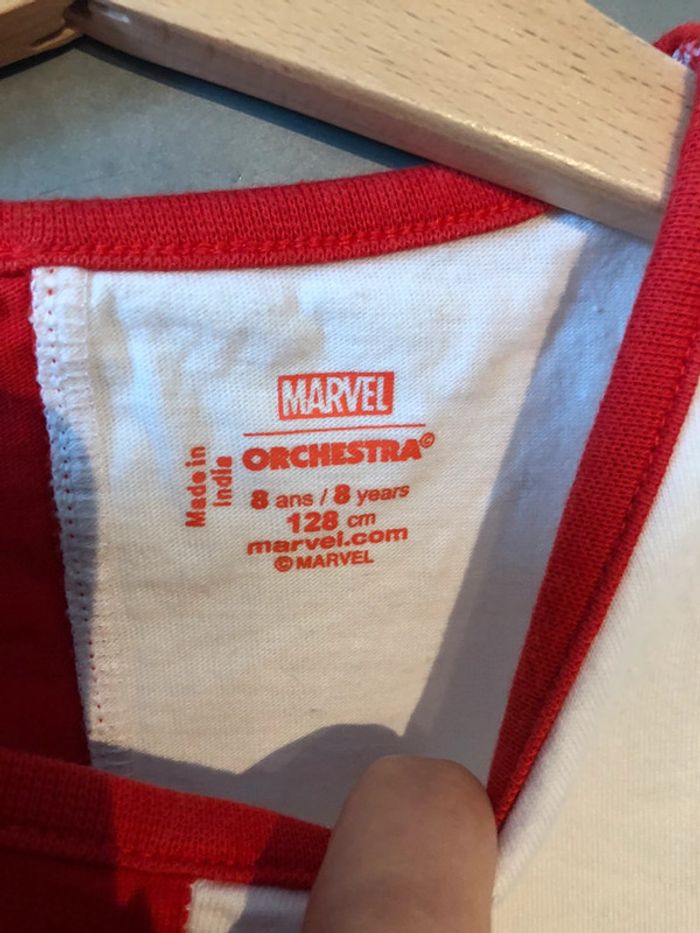 MARVEL
ORCHESTRA©
Made in
India
8 ans / 8 years
128 cm
marvel.com
© MARVEL